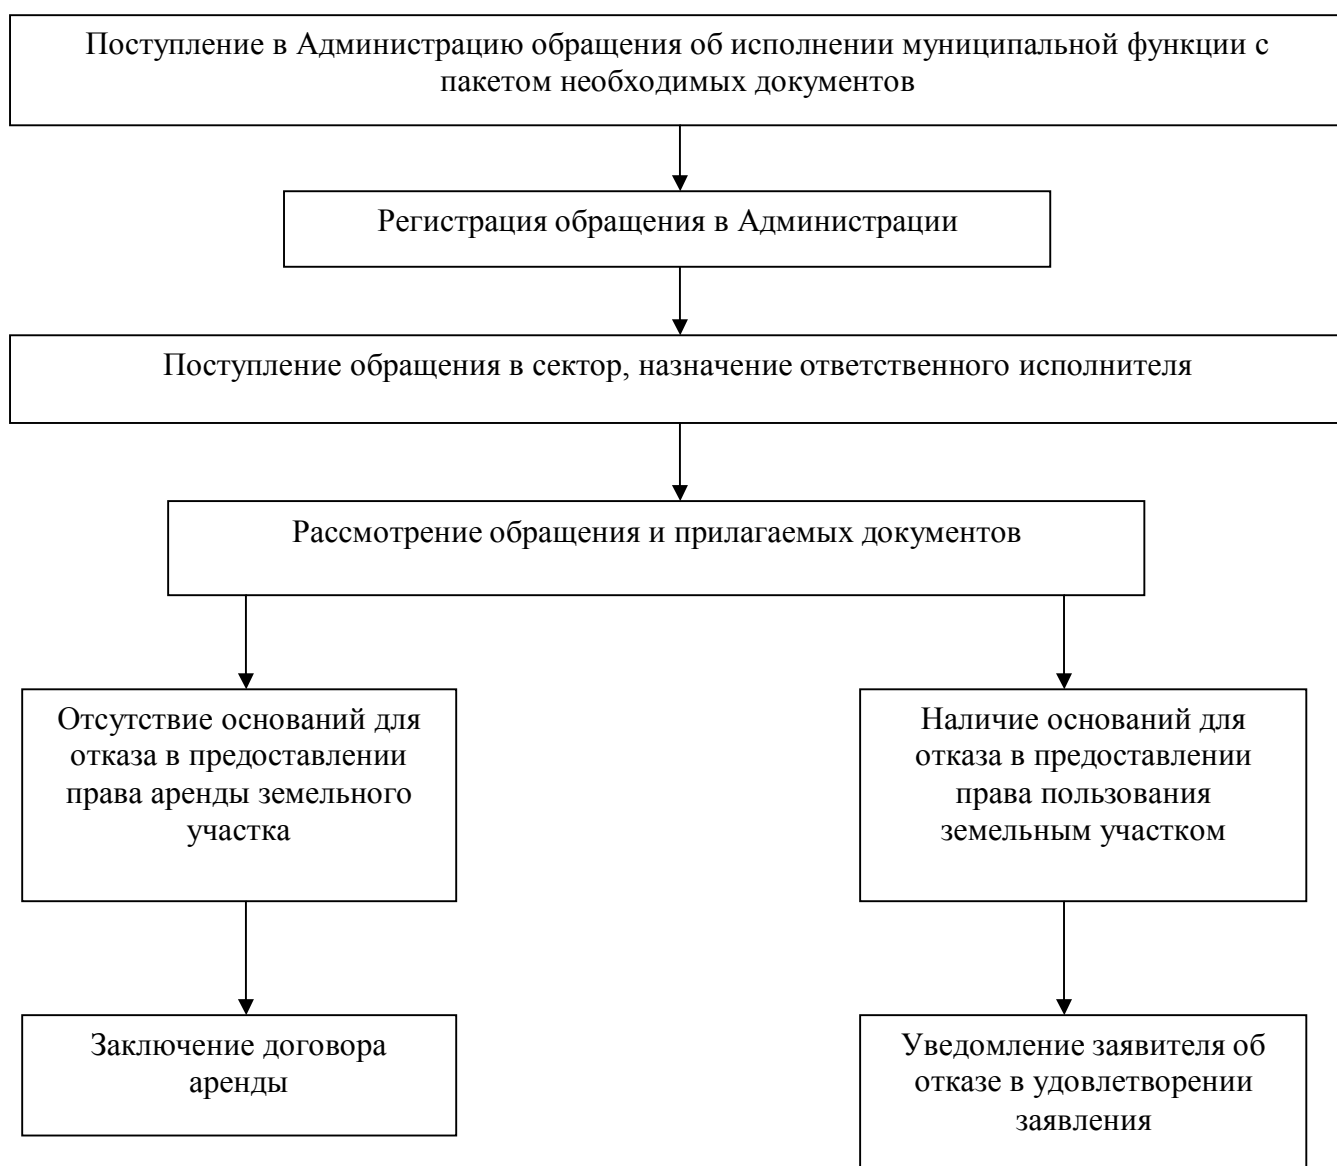 Поступление в Администрацию обращения об исполнении муниципальной функции с
пакетом необходимых документов
Регистрация обращения в Администрации
Поступление обращения в сектор, назначение ответственного исполнителя
Рассмотрение обращения и прилагаемых документов
Отсутствие оснований для
отказа в предоставлении
права аренды земельного
участка
Наличие оснований для
отказа в предоставлении
права пользования
земельным участком
Заключение договора
аренды
Уведомление заявителя об
отказе в удовлетворении
заявления